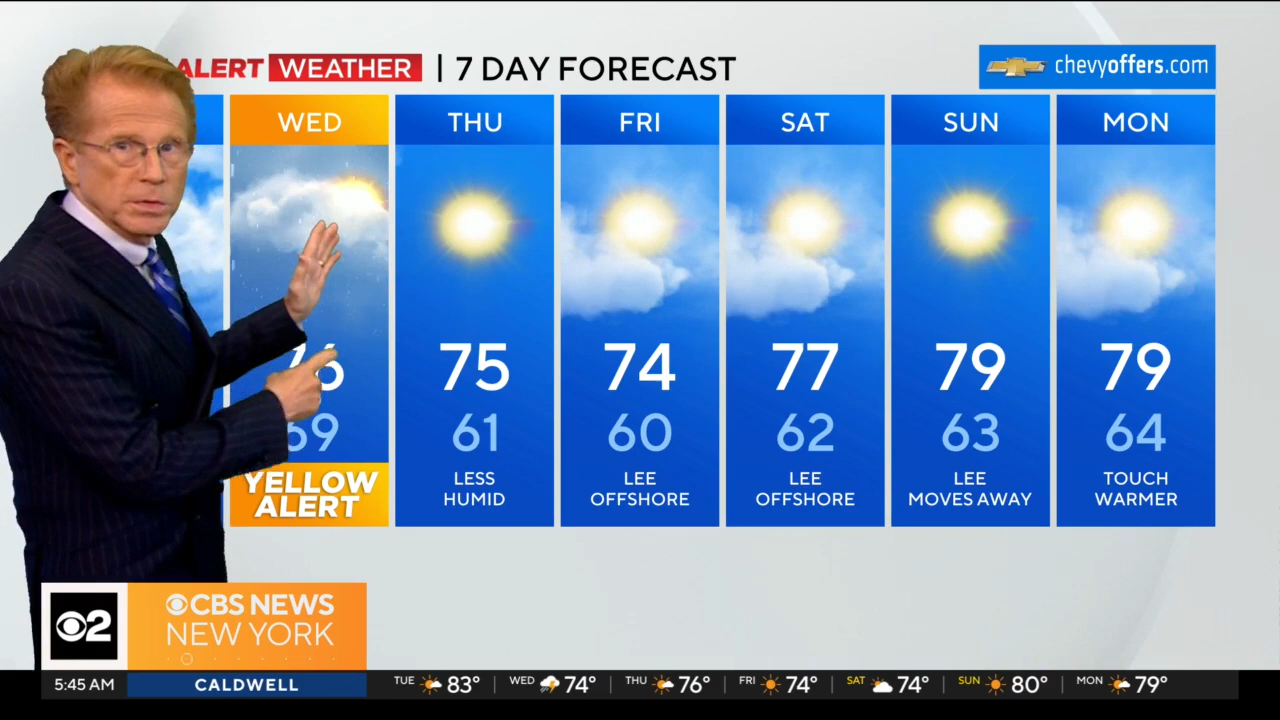 ALERT WEATHER | 7 DAY FORECAST
chevyoffers.com
WED THU FRI SAT SUN MON
76 75 74 77 79 79
69 61 60 62 63 64
YELLOW ALERT
LESS HUMID
LEE OFFSHORE
LEE OFFSHORE
LEE MOVES AWAY
TOUCH WARMER
2
CBS NEWS
NEW YORK
5:45 AM CALDWELL TUE 83° | WED 74° | THU 76° | FRI 74° | SAT 74° | SUN 80° | MON 79°